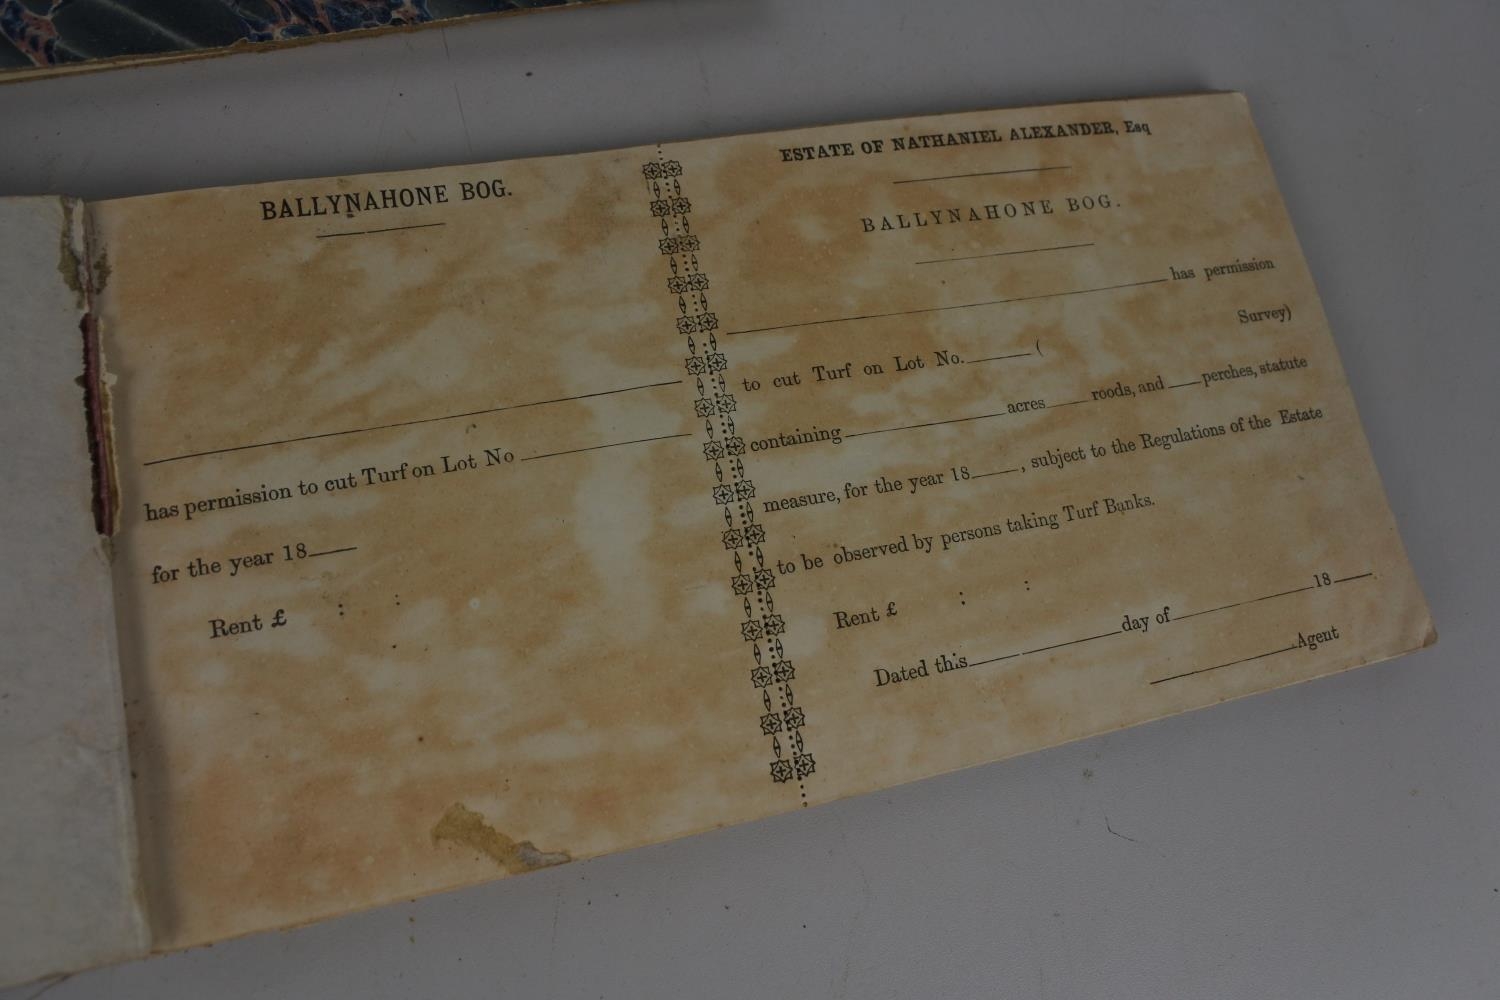 BALLYNAHONE BOG.
has permission to cut Turf on Lot No
for the year 18
Rent £ : :
ESTATE OF NATHANIEL ALEXANDER, Esq
BALLYNAHONE BOG.
has permission
to cut Turf on Lot No. ( Survey)
containing acres roods, and perches, statute
measure, for the year 18 , subject to the Regulations of the Estate
to be observed by persons taking Turf Banks.
Rent £ : :
Dated this day of 18
Agent